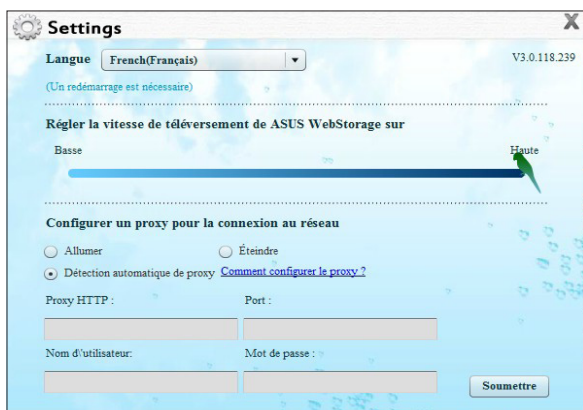 Settings
X
Langue French(Français) V3.0.118.239
(Un redémarrage est nécessaire)
Régler la vitesse de téléversement de ASUS WebStorage sur
Basse Haute
Configurer un proxy pour la connexion au réseau
Allumer Éteindre
Détection automatique de proxy Comment configurer le proxy ?
Proxy HTTP : Port :
Nom d\'utilisateur: Mot de passe :
Soumettre